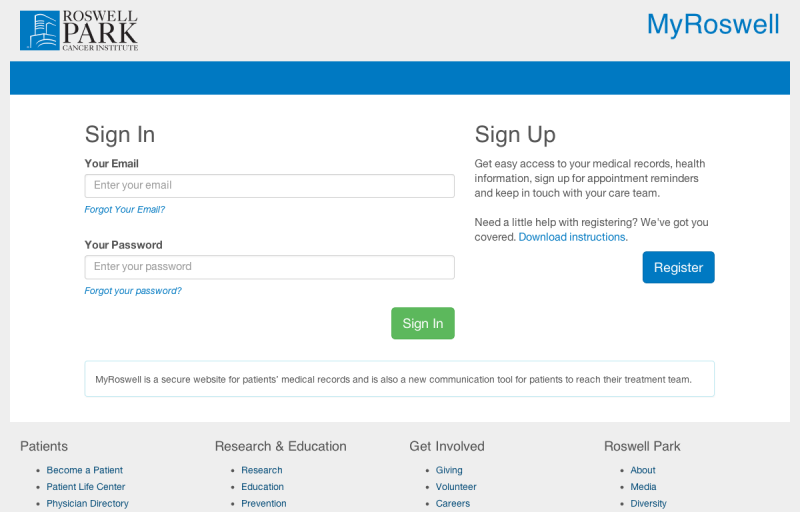 ROSWELL
PARK
CANCER INSTITUTE
MyRoswell
Sign In
Your Email
Enter your email
Forgot Your Email?
Your Password
Enter your password
Forgot your password?
Sign In
Sign Up
Get easy access to your medical records, health
information, sign up for appointment reminders
and keep in touch with your care team.
Need a little help with registering? We've got you
covered. Download instructions.
Register
MyRoswell is a secure website for patients' medical records and is also a new communication tool for patients to reach their treatment team.
Patients
• Become a Patient
• Patient Life Center
• Physician Directory
Research & Education
• Research
• Education
• Prevention
Get Involved
• Giving
• Volunteer
• Careers
Roswell Park
• About
• Media
• Diversity